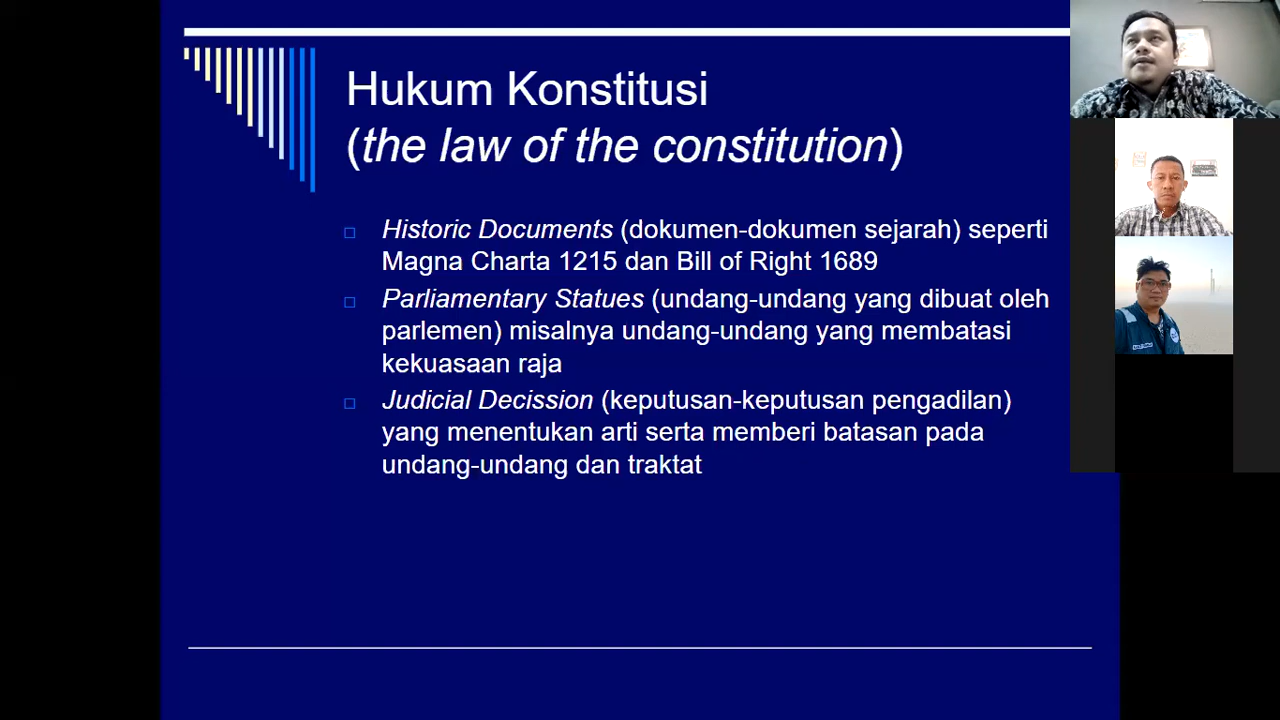 Hukum Konstitusi
(the law of the constitution)
Historic Documents (dokumen-dokumen sejarah) seperti
Magna Charta 1215 dan Bill of Right 1689
Parliamentary Statues (undang-undang yang dibuat oleh
parlemen) misalnya undang-undang yang membatasi
kekuasaan raja
Judicial Decission (keputusan-keputusan pengadilan)
yang menentukan arti serta memberi batasan pada
undang-undang dan traktat